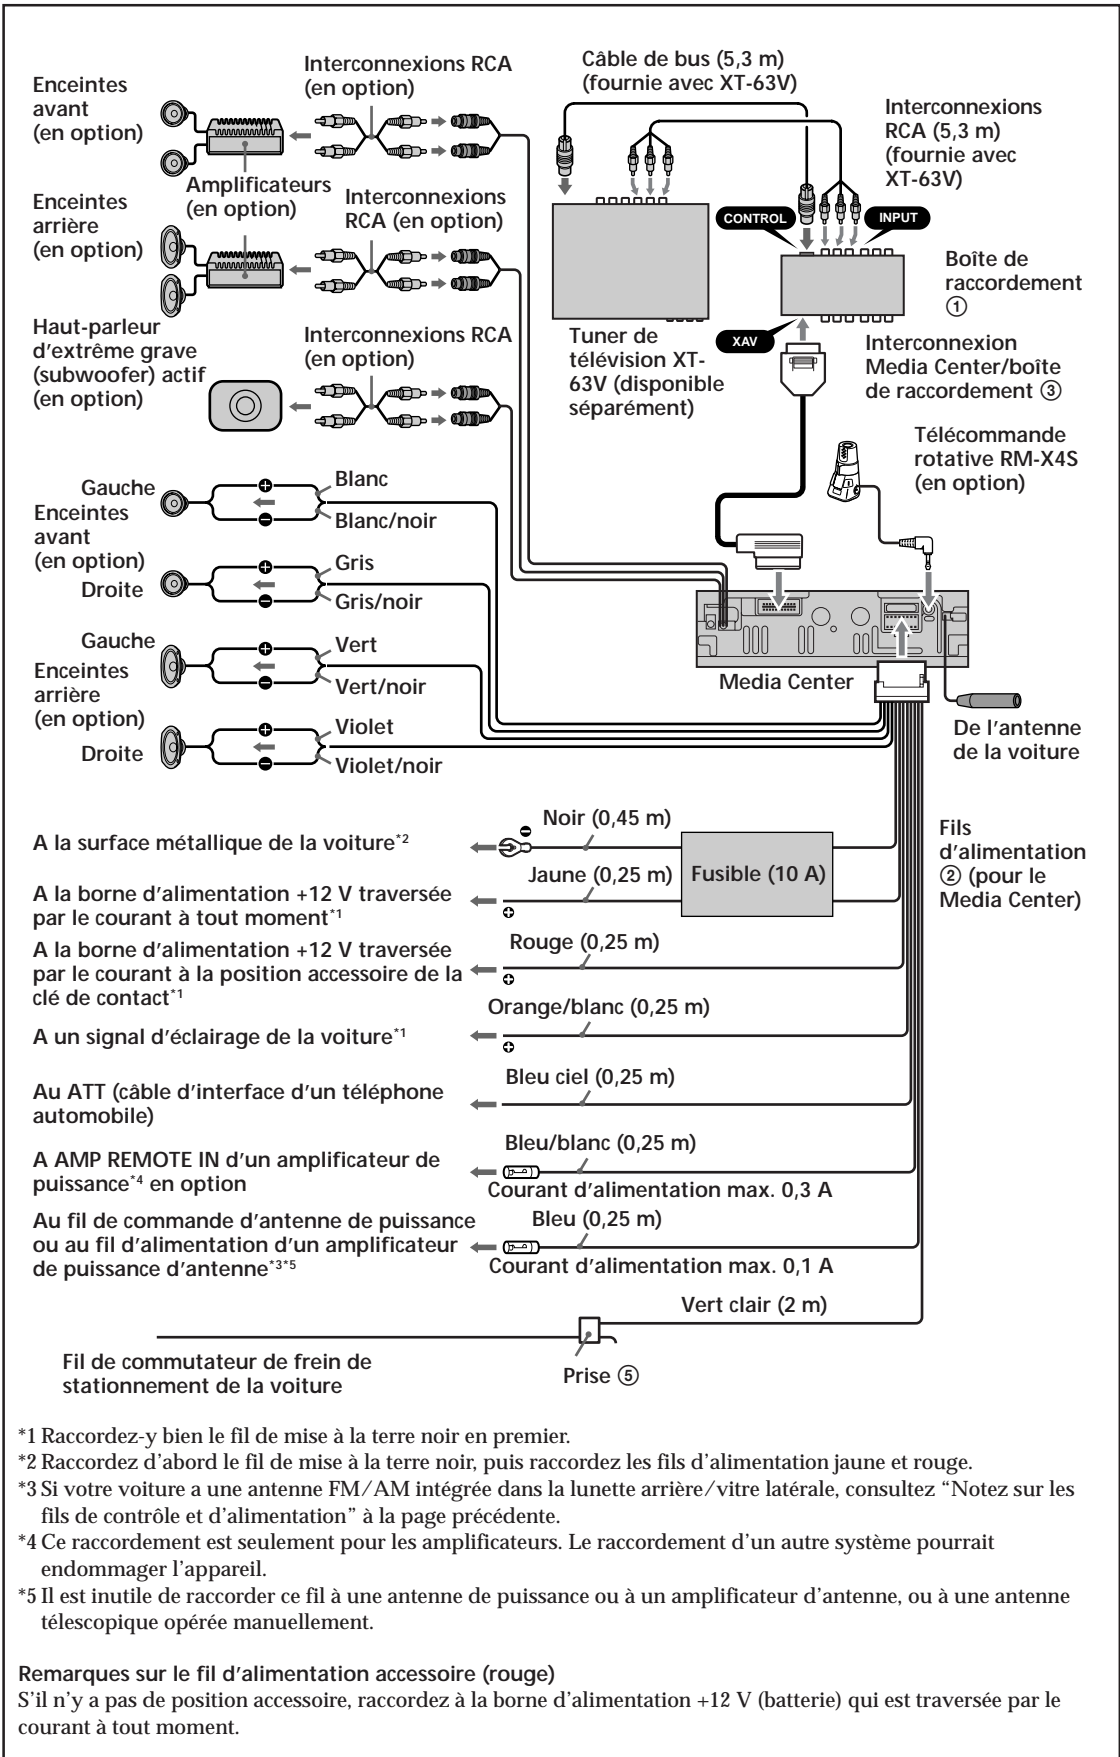 Enceintes
avant
(en option)
Interconnexions RCA
(en option)
Câble de bus (5,3 m)
(fournie avec XT-63V)
Interconnexions
RCA (5,3 m)
(fournie avec
XT-63V)
Amplificateurs
(en option)
Enceintes
arrière
(en option)
Interconnexions
RCA (en option)
CONTROL
INPUT
Boîte de
raccordement
①
Haut-parleur
d'extrême grave
(subwoofer) actif
(en option)
Interconnexions RCA
(en option)
Tuner de
télévision XT-
63V (disponible
séparément)
XAV
Interconnexion
Media Center/boîte
de raccordement ③
Télécommande
rotative RM-X4S
(en option)
Gauche
Enceintes
avant
(en option)
Droite
Blanc
Blanc/noir
Gris
Gris/noir
Gauche
Enceintes
arrière
(en option)
Droite
Vert
Vert/noir
Violet
Violet/noir
Media Center
De l'antenne
de la voiture
Fils
d'alimentation
② (pour le
Media Center)
A la surface métallique de la voiture*2
Noir (0,45 m)
Fusible (10 A)
A la borne d'alimentation +12 V traversée
par le courant à tout moment*1
Jaune (0,25 m)
A la borne d'alimentation +12 V traversée
par le courant à la position accessoire de la
clé de contact*1
Rouge (0,25 m)
A un signal d'éclairage de la voiture*1
Orange/blanc (0,25 m)
Au ATT (câble d'interface d'un téléphone
automobile)
Bleu ciel (0,25 m)
A AMP REMOTE IN d'un amplificateur de
puissance*4 en option
Bleu/blanc (0,25 m)
Courant d'alimentation max. 0,3 A
Au fil de commande d'antenne de puissance
ou au fil d'alimentation d'un amplificateur
de puissance d'antenne*3*5
Bleu (0,25 m)
Courant d'alimentation max. 0,1 A
Vert clair (2 m)
Fil de commutateur de frein de
stationnement de la voiture
Prise ⑤
*1 Raccordez-y bien le fil de mise à la terre noir en premier.
*2 Raccordez d'abord le fil de mise à la terre noir, puis raccordez les fils d'alimentation jaune et rouge.
*3 Si votre voiture a une antenne FM/AM intégrée dans la lunette arrière/vitre latérale, consultez “Notez sur les
fils de contrôle et d'alimentation” à la page précédente.
*4 Ce raccordement est seulement pour les amplificateurs. Le raccordement d'un autre système pourrait
endommager l'appareil.
*5 Il est inutile de raccorder ce fil à une antenne de puissance ou à un amplificateur d'antenne, ou à une antenne
télescopique opérée manuellement.
Remarques sur le fil d'alimentation accessoire (rouge)
S'il n'y a pas de position accessoire, raccordez à la borne d'alimentation +12 V (batterie) qui est traversée par le
courant à tout moment.